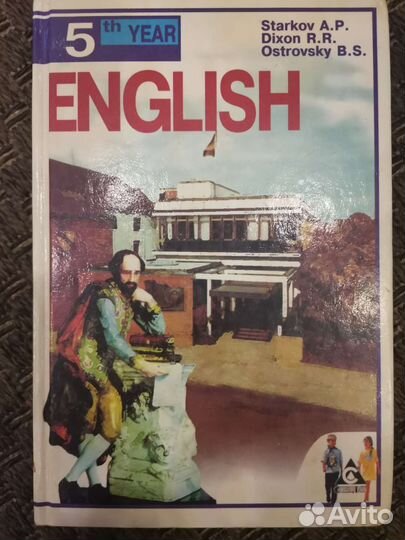 5th YEAR
Starkov A.P.
Dixon R.R.
Ostrovsky B.S.
ENGLISH
Avito